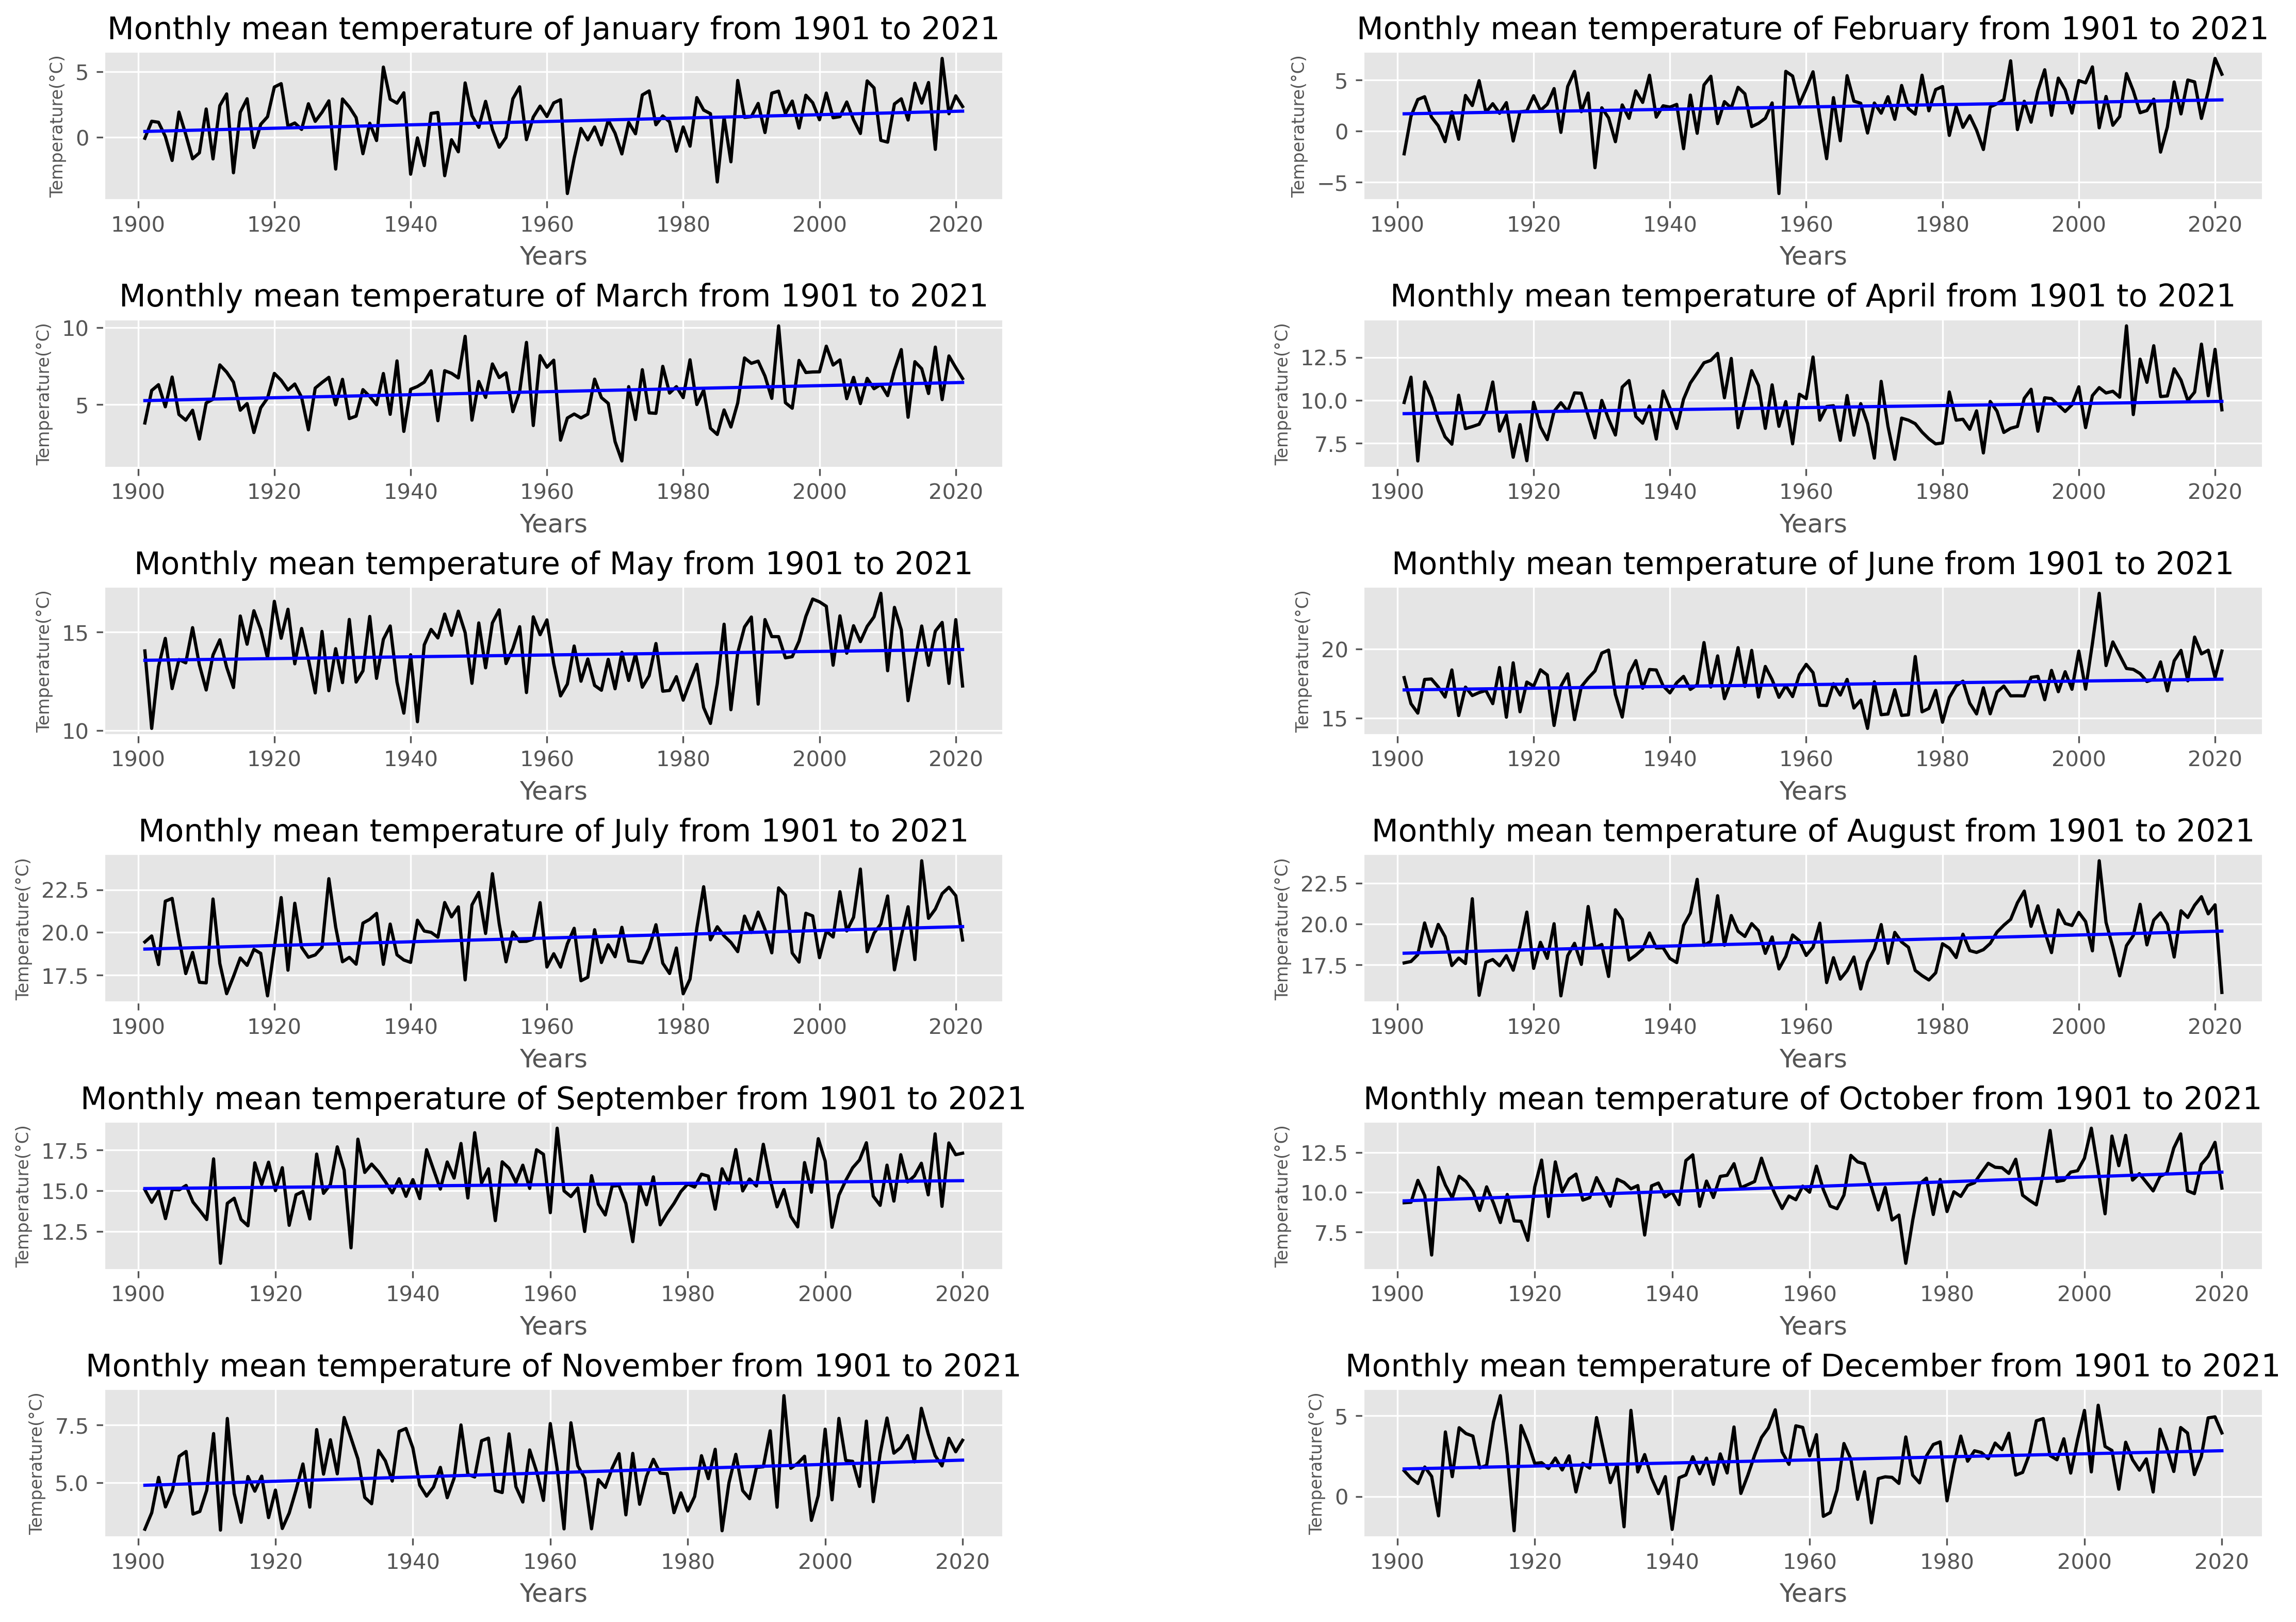 Monthly mean temperature of January from 1901 to 2021
Temperature(°C)
5
0
1900 1920 1940 1960 1980 2000 2020
Years
Monthly mean temperature of February from 1901 to 2021
Temperature(°C)
5
0
−5
1900 1920 1940 1960 1980 2000 2020
Years
Monthly mean temperature of March from 1901 to 2021
Temperature(°C)
10
5
1900 1920 1940 1960 1980 2000 2020
Years
Monthly mean temperature of April from 1901 to 2021
Temperature(°C)
12.5
10.0
7.5
1900 1920 1940 1960 1980 2000 2020
Years
Monthly mean temperature of May from 1901 to 2021
Temperature(°C)
15
10
1900 1920 1940 1960 1980 2000 2020
Years
Monthly mean temperature of June from 1901 to 2021
Temperature(°C)
20
15
1900 1920 1940 1960 1980 2000 2020
Years
Monthly mean temperature of July from 1901 to 2021
Temperature(°C)
22.5
20.0
17.5
1900 1920 1940 1960 1980 2000 2020
Years
Monthly mean temperature of August from 1901 to 2021
Temperature(°C)
22.5
20.0
17.5
1900 1920 1940 1960 1980 2000 2020
Years
Monthly mean temperature of September from 1901 to 2021
Temperature(°C)
17.5
15.0
12.5
1900 1920 1940 1960 1980 2000 2020
Years
Monthly mean temperature of October from 1901 to 2021
Temperature(°C)
12.5
10.0
7.5
1900 1920 1940 1960 1980 2000 2020
Years
Monthly mean temperature of November from 1901 to 2021
Temperature(°C)
7.5
5.0
1900 1920 1940 1960 1980 2000 2020
Years
Monthly mean temperature of December from 1901 to 2021
Temperature(°C)
5
0
1900 1920 1940 1960 1980 2000 2020
Years